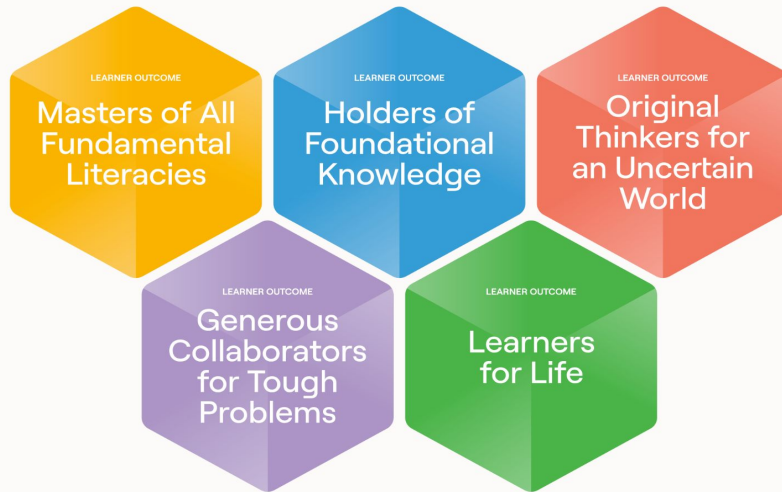 LEARNER OUTCOME
Masters of All
Fundamental
Literacies
LEARNER OUTCOME
Holders of
Foundational
Knowledge
LEARNER OUTCOME
Original
Thinkers for
an Uncertain
World
LEARNER OUTCOME
Generous
Collaborators
for Tough
Problems
LEARNER OUTCOME
Learners
for Life